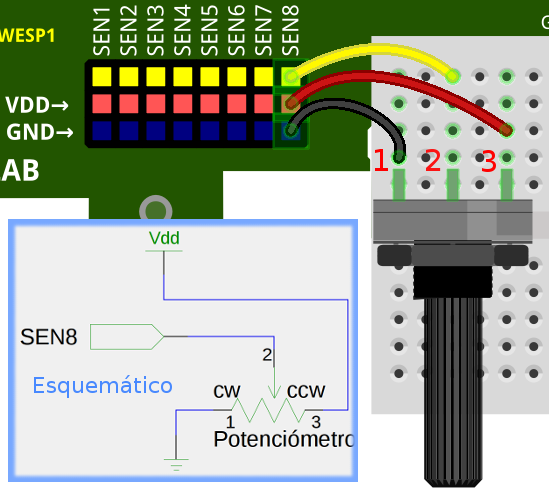 WESP1
SEN1
SEN2
SEN3
SEN4
SEN5
SEN6
SEN7
SEN8
VDD→
GND→
AB
G
1
2
3
Vdd
SEN8
2
Esquemático
cw
ccw
1
3
Potenciómetro